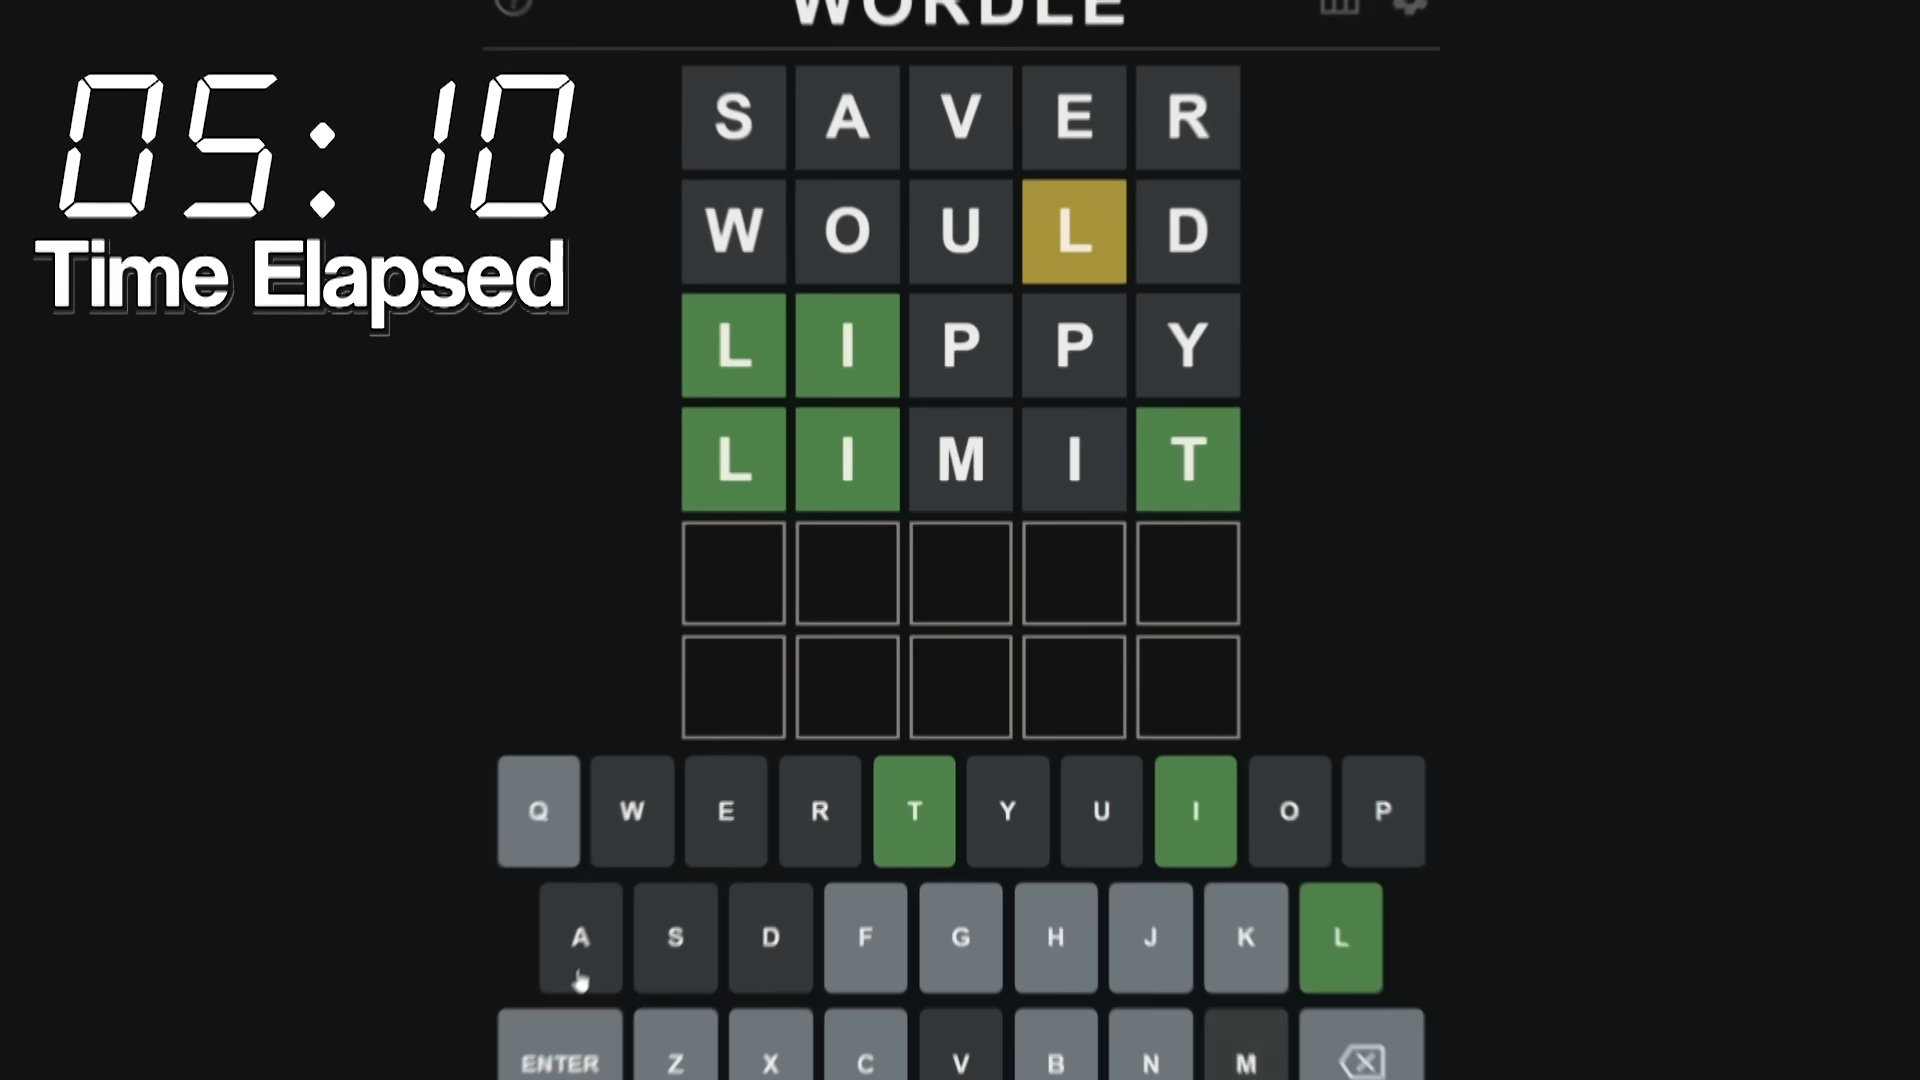 WORDLE
05:10
Time Elapsed
S A V E R
W O U L D
L I P P Y
L I M I T
Q W E R T Y U I O P
A S D F G H J K L
ENTER Z X C V B N M